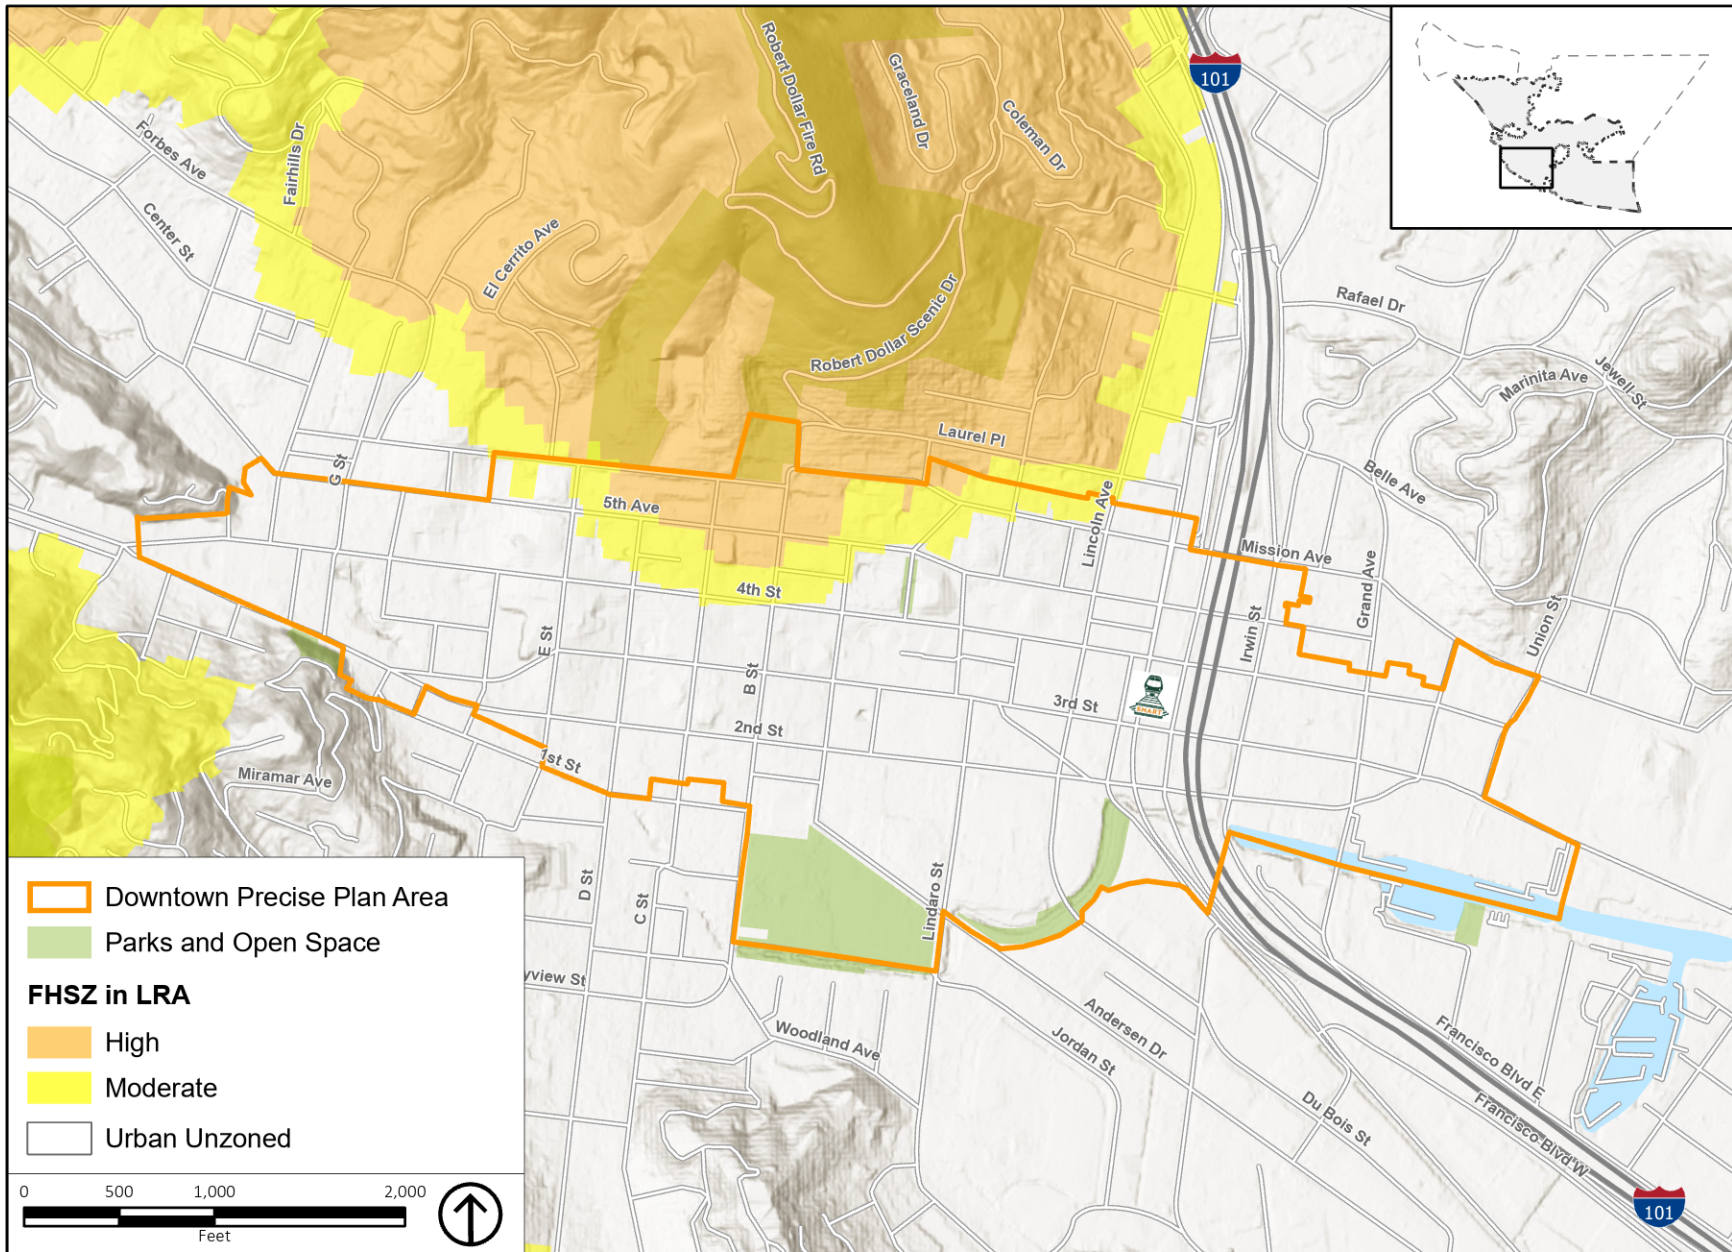 101
Robert Dollar Fire Rd
Graceland Dr
Coleman Dr
Forbes Ave
Fairhills Dr
Center St
El Cerrito Ave
Rafael Dr
Robert Dollar Scenic Dr
Marinita Ave
Jewell St
Laurel Pl
G St
Belle Ave
5th Ave
Lincoln Ave
Mission Ave
Grand Ave
4th St
Union St
Irwin St
E St
B St
SMART
3rd St
2nd St
1st St
Miramar Ave
D St
C St
Lindaro St
yview St
Woodland Ave
Andersen Dr
Jordan St
Francisco Blvd E
Du Bois St
Francisco Blvd W
101
Downtown Precise Plan Area
Parks and Open Space
FHSZ in LRA
High
Moderate
Urban Unzoned
0 500 1,000 2,000
Feet